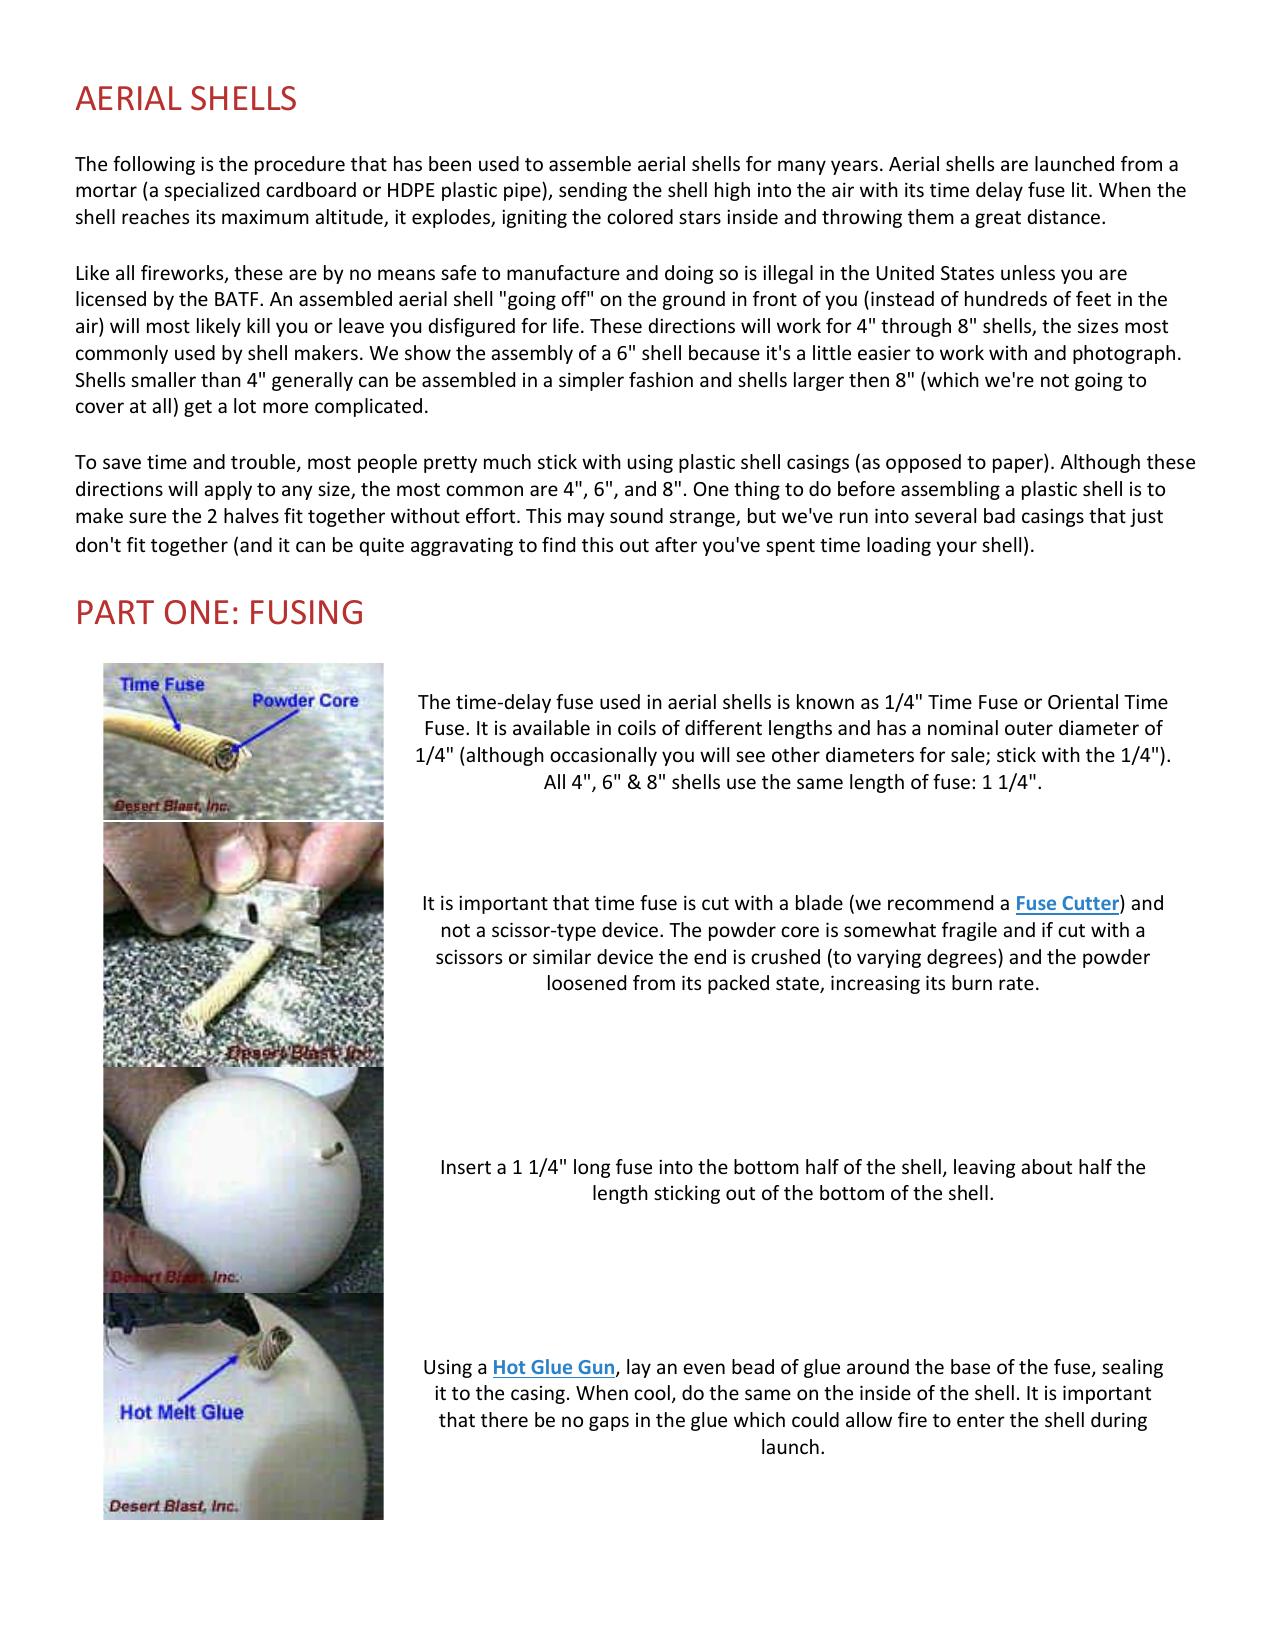 AERIAL SHELLS
The following is the procedure that has been used to assemble aerial shells for many years. Aerial shells are launched from a
mortar (a specialized cardboard or HDPE plastic pipe), sending the shell high into the air with its time delay fuse lit. When the
shell reaches its maximum altitude, it explodes, igniting the colored stars inside and throwing them a great distance.
Like all fireworks, these are by no means safe to manufacture and doing so is illegal in the United States unless you are
licensed by the BATF. An assembled aerial shell "going off" on the ground in front of you (instead of hundreds of feet in the
air) will most likely kill you or leave you disfigured for life. These directions will work for 4" through 8" shells, the sizes most
commonly used by shell makers. We show the assembly of a 6" shell because it's a little easier to work with and photograph.
Shells smaller than 4" generally can be assembled in a simpler fashion and shells larger then 8" (which we're not going to
cover at all) get a lot more complicated.
To save time and trouble, most people pretty much stick with using plastic shell casings (as opposed to paper). Although these
directions will apply to any size, the most common are 4", 6", and 8". One thing to do before assembling a plastic shell is to
make sure the 2 halves fit together without effort. This may sound strange, but we've run into several bad casings that just
don't fit together (and it can be quite aggravating to find this out after you've spent time loading your shell).
PART ONE: FUSING
Time Fuse
Powder Core
Desert Blast, Inc.
The time-delay fuse used in aerial shells is known as 1/4" Time Fuse or Oriental Time
Fuse. It is available in coils of different lengths and has a nominal outer diameter of
1/4" (although occasionally you will see other diameters for sale; stick with the 1/4").
All 4", 6" & 8" shells use the same length of fuse: 1 1/4".
Desert Blast, Inc.
It is important that time fuse is cut with a blade (we recommend a Fuse Cutter) and
not a scissor-type device. The powder core is somewhat fragile and if cut with a
scissors or similar device the end is crushed (to varying degrees) and the powder
loosened from its packed state, increasing its burn rate.
Desert Blast, Inc.
Insert a 1 1/4" long fuse into the bottom half of the shell, leaving about half the
length sticking out of the bottom of the shell.
Hot Melt Glue
Desert Blast, Inc.
Using a Hot Glue Gun, lay an even bead of glue around the base of the fuse, sealing
it to the casing. When cool, do the same on the inside of the shell. It is important
that there be no gaps in the glue which could allow fire to enter the shell during
launch.